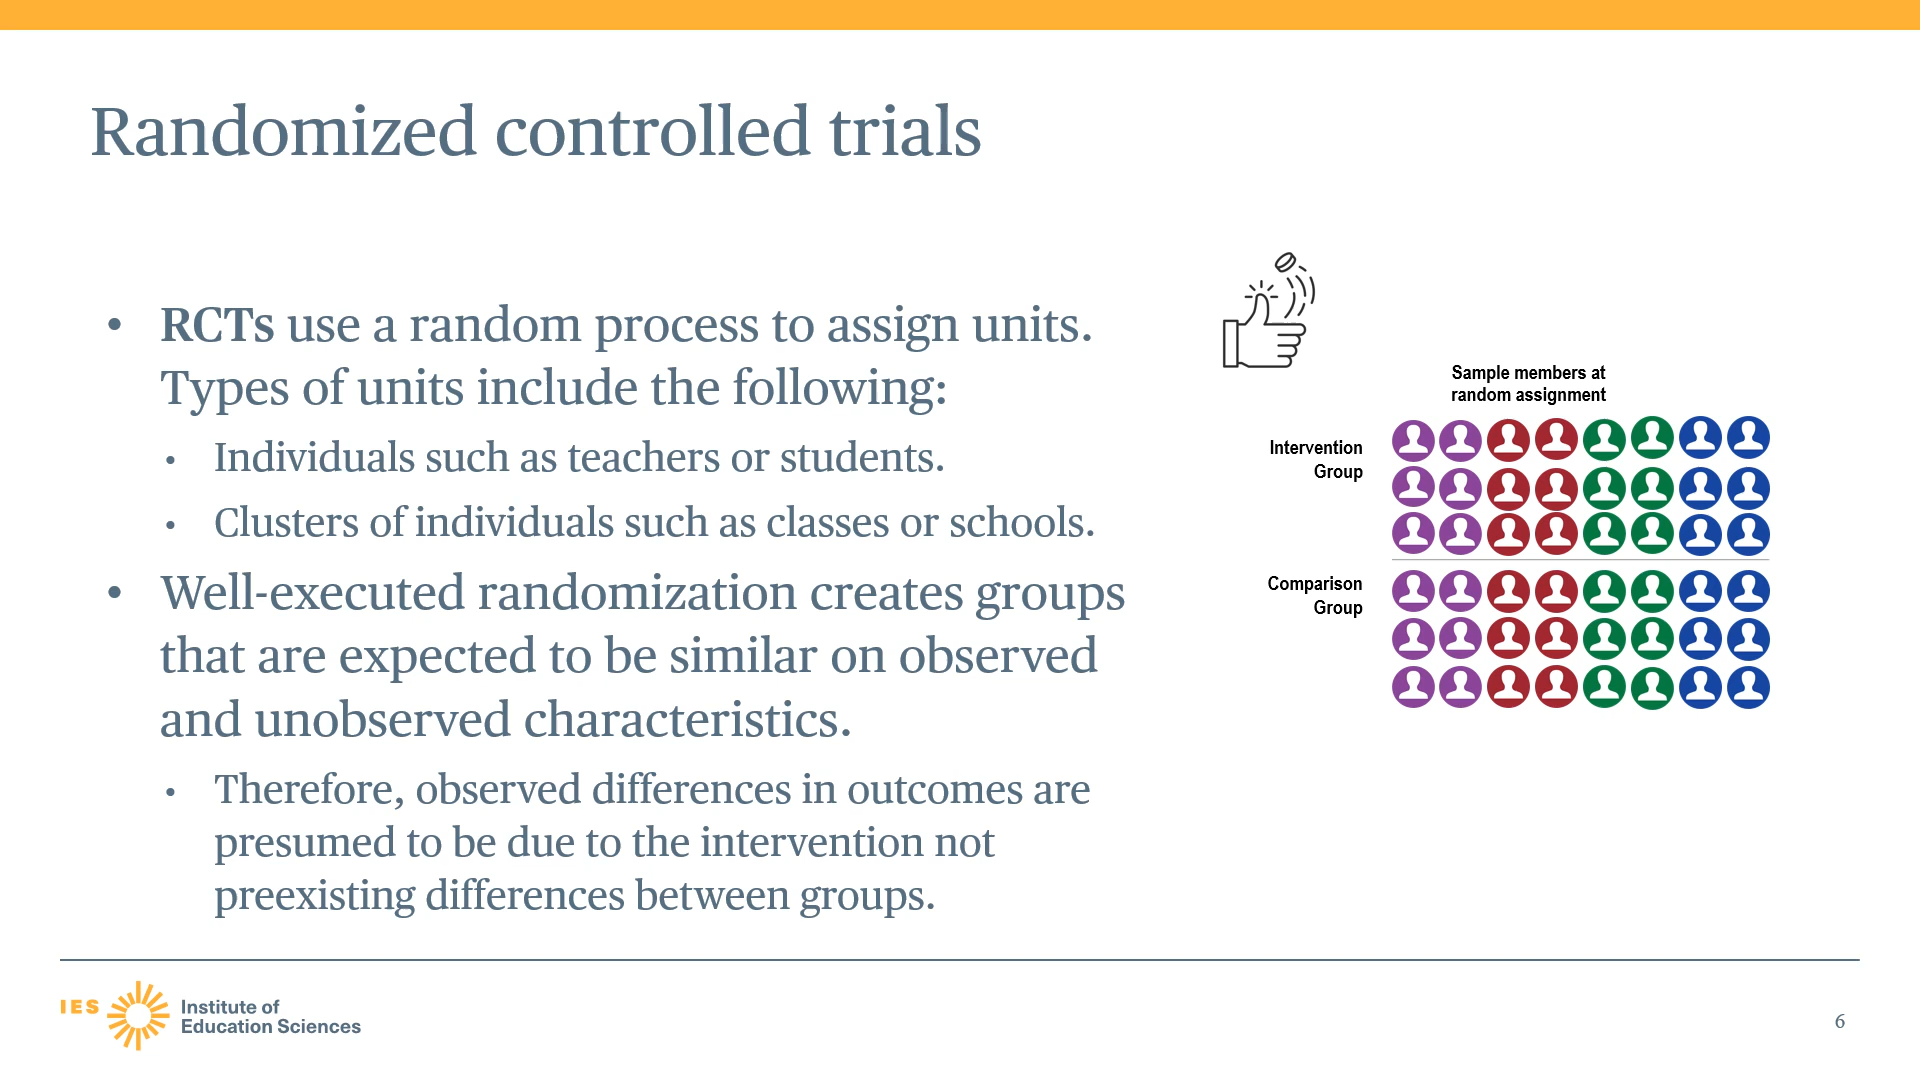 Randomized controlled trials
• RCTs use a random process to assign units.
Types of units include the following:
• Individuals such as teachers or students.
• Clusters of individuals such as classes or schools.
• Well-executed randomization creates groups
that are expected to be similar on observed
and unobserved characteristics.
• Therefore, observed differences in outcomes are
presumed to be due to the intervention not
preexisting differences between groups.
Sample members at
random assignment
Intervention
Group
Comparison
Group
IES
Institute of
Education Sciences
6